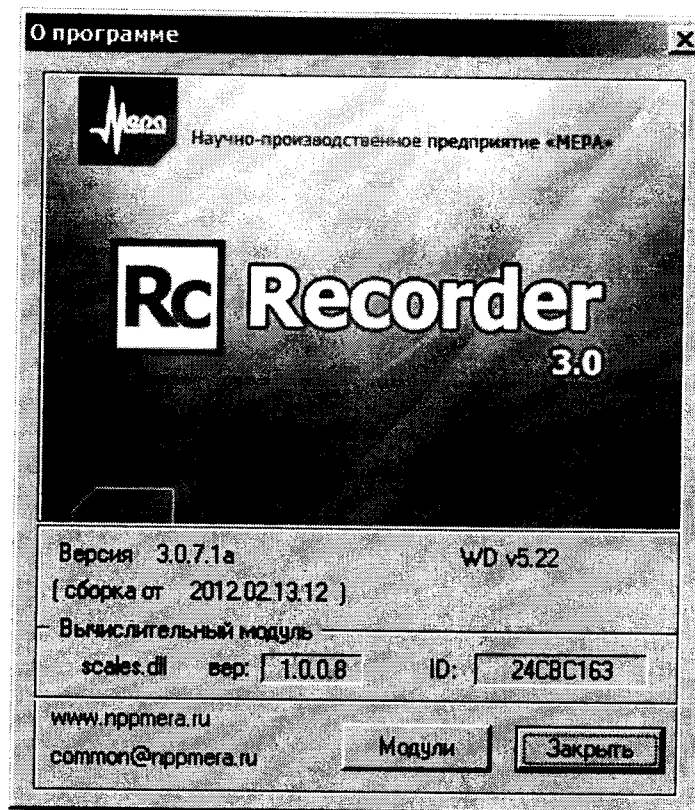 О программе
Мера
Научно-производственное предприятие «МЕРА»
Rc Recorder
3.0
Версия 3.0.7.1a WD v5.22
( сборка от 2012.02.13.12 )
Вычислительный модуль
scales.dll вер: 1.0.0.8 ID: 24CBC163
www.nppmera.ru
common@nppmera.ru
Модули Закрыть